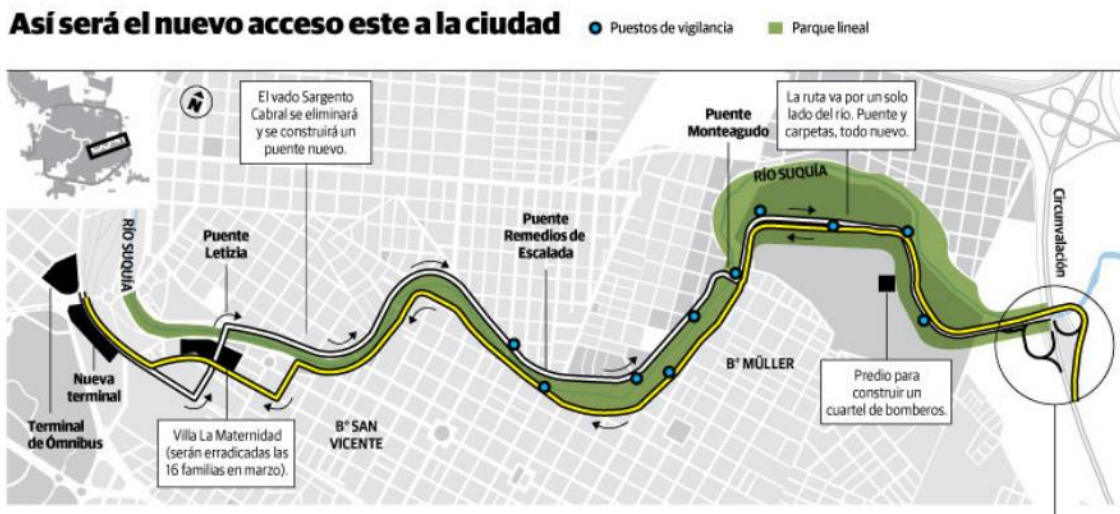 Así será el nuevo acceso este a la ciudad
Puestos de vigilancia
Parque lineal
N
El vado Sargento
Cabral se eliminará
y se construirá un
puente nuevo.
Puente
Monteagudo
La ruta va por un solo
lado del río. Puente y
carpetas, todo nuevo.
RÍO SUQUÍA
Circunvalación
RÍO SUQUÍA
Puente
Letizia
Puente
Remedios de
Escalada
Nueva
terminal
Terminal
de Ómnibus
Villa La Maternidad
(serán erradicadas las
16 familias en marzo).
Bº SAN
VICENTE
Bº MÜLLER
Predio para
construir un
cuartel de bomberos.